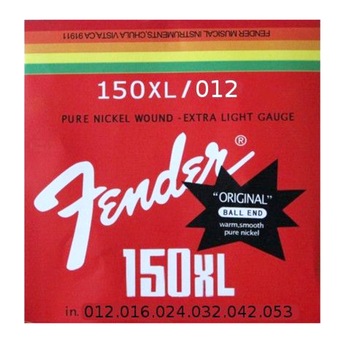 FENDER MUSICAL INSTRUMENTS,CHULA VISTA,CA 91911
150XL/012
PURE NICKEL WOUND - EXTRA LIGHT GAUGE
Fender®
"ORIGINAL"
BALL END
warm,smooth
pure nickel
150XL
in. 012.016.024.032.042.053